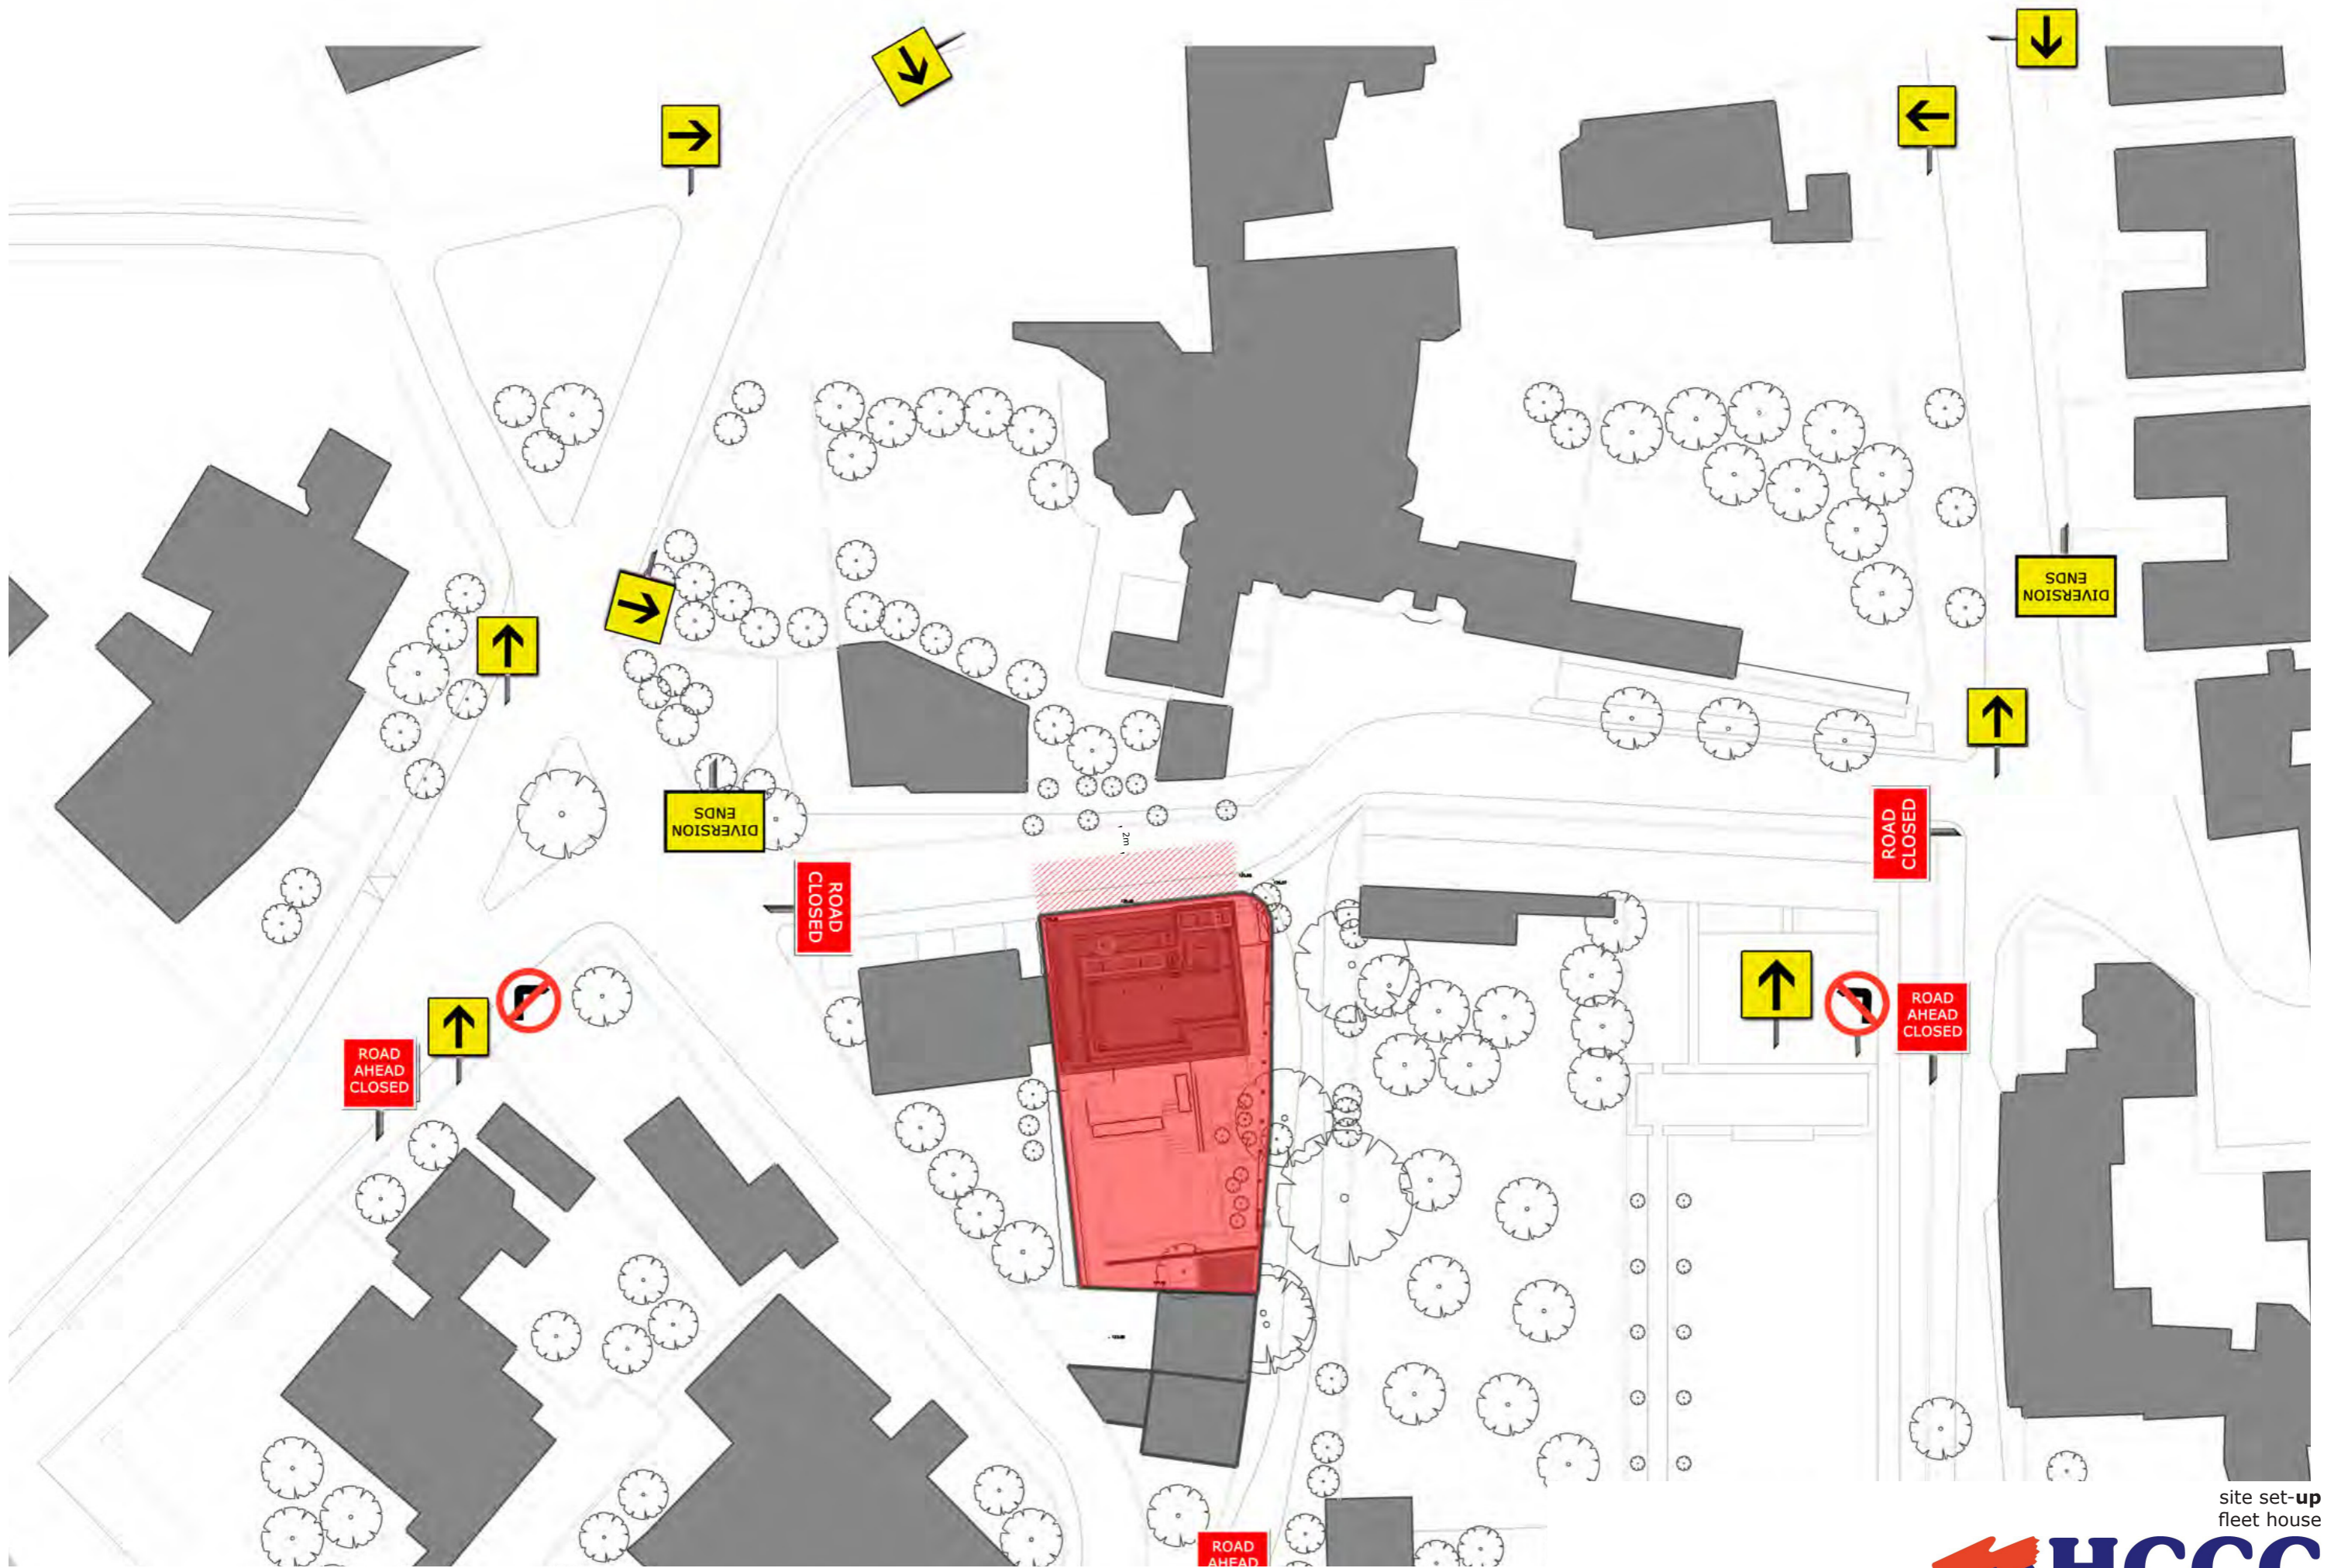 DIVERSION
ENDS
DIVERSION
ENDS
2m
ROAD
CLOSED
ROAD
CLOSED
ROAD
AHEAD
CLOSED
ROAD
AHEAD
CLOSED
site set-up
fleet house
ROAD
AHEAD
HCCC